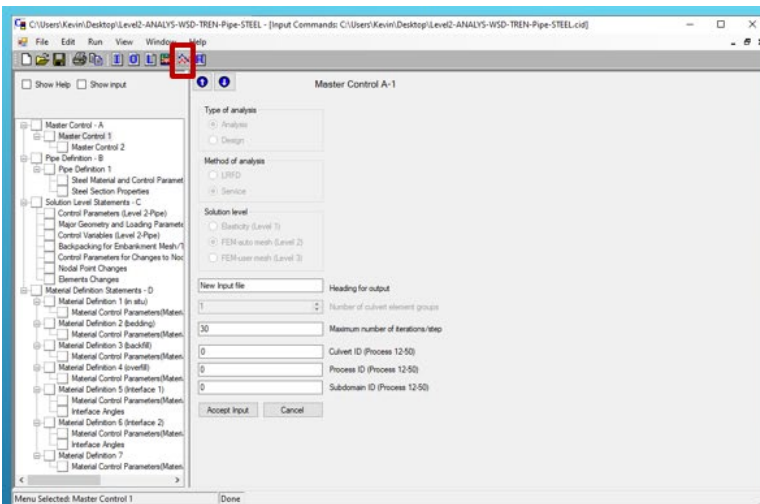 C:\Users\Kevin\Desktop\Level2-ANALYS-WSD-TREN-Pipe-STEEL - [Input Commands: C:\Users\Kevin\Desktop\Level2-ANALYS-WSD-TREN-Pipe-STEEL.cid]
File Edit Run View Window Help
Show Help Show input
Master Control A-1
Master Control - A
Master Control 1
Master Control 2
Pipe Definition - B
Pipe Definition 1
Steel Material and Control Paramet
Steel Section Properties
Solution Level Statements - C
Control Parameters (Level 2-Pipe)
Major Geometry and Loading Paramete
Control Variables (Level 2-Pipe)
Backpacking for Embankment Mesh/T
Control Parameters for Changes to Noc
Nodal Point Changes
Elements Changes
Material Definition Statements - D
Material Definition 1 (in situ)
Material Control Parameters(Materi
Material Definition 2 (bedding)
Material Control Parameters(Materi
Material Definition 3 (backfill)
Material Control Parameters(Materi
Material Definition 4 (overfill)
Material Control Parameters(Materi
Material Definition 5 (Interface 1)
Material Control Parameters(Materi
Interface Angles
Material Definition 6 (Interface 2)
Material Control Parameters(Materi
Interface Angles
Material Definition 7
Material Control Parameters(Materi
Type of analysis
Analysis
Design
Method of analysis
LRFD
Service
Solution level
Elasticity (Level 1)
FEM-auto mesh (Level 2)
FEM-user mesh (Level 3)
New Input file Heading for output
1 Number of culvert element groups
30 Maximum number of iterations/step
0 Culvert ID (Process 12-50)
0 Process ID (Process 12-50)
0 Subdomain ID (Process 12-50)
Accept Input Cancel
Menu Selected: Master Control 1 Done